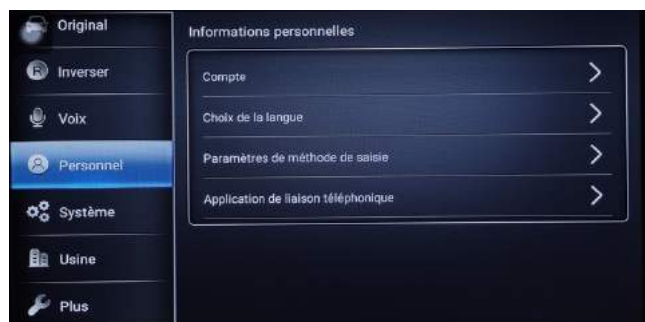 Original
Inverser
Voix
Personnel
Système
Usine
Plus
Informations personnelles
Compte
Choix de la langue
Paramètres de méthode de saisie
Application de liaison téléphonique